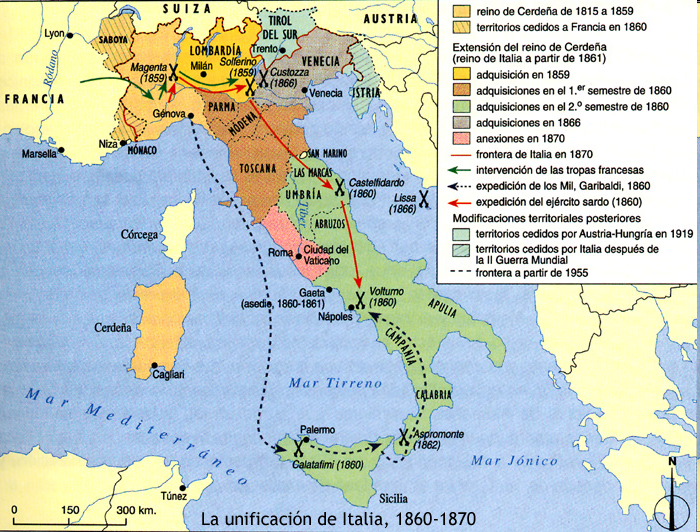 SUIZA
AUSTRIA
Lyon
SABOYA
TIROL
DEL SUR
LOMBARDÍA
Trento
Ródano
Magenta
(1859)
Milán
Solferino
(1859)
Custozza
(1866)
VENECIA
Venecia
ISTRIA
FRANCIA
PARMA
MÓDENA
Génova
Marsella
Niza
MÓNACO
SAN MARINO
TOSCANA
LAS MARCAS
UMBRÍA
Castelfidardo
(1860)
Lissa
(1866)
Tíber
ABRUZOS
Córcega
Roma
Ciudad del
Vaticano
Gaeta
(asedio, 1860-1861)
Volturno
(1860)
Nápoles
APULIA
CAMPANIA
Cerdeña
Cagliari
Mar Tirreno
CALABRIA
Mar Mediterráneo
Palermo
Aspromonte
(1862)
Calatafimi (1860)
Mar Jónico
Sicilia
Túnez
0 150 300 km.
La unificación de Italia, 1860-1870
N
reino de Cerdeña de 1815 a 1859
territorios cedidos a Francia en 1860
Extensión del reino de Cerdeña
(reino de Italia a partir de 1861)
adquisición en 1859
adquisiciones en el 1.er semestre de 1860
adquisiciones en el 2.º semestre de 1860
adquisiciones en 1866
anexiones en 1870
frontera de Italia en 1870
intervención de las tropas francesas
expedición de los Mil, Garibaldi, 1860
expedición del ejército sardo (1860)
Modificaciones territoriales posteriores
territorios cedidos por Austria-Hungría en 1919
territorios cedidos por Italia después de
la II Guerra Mundial
frontera a partir de 1955